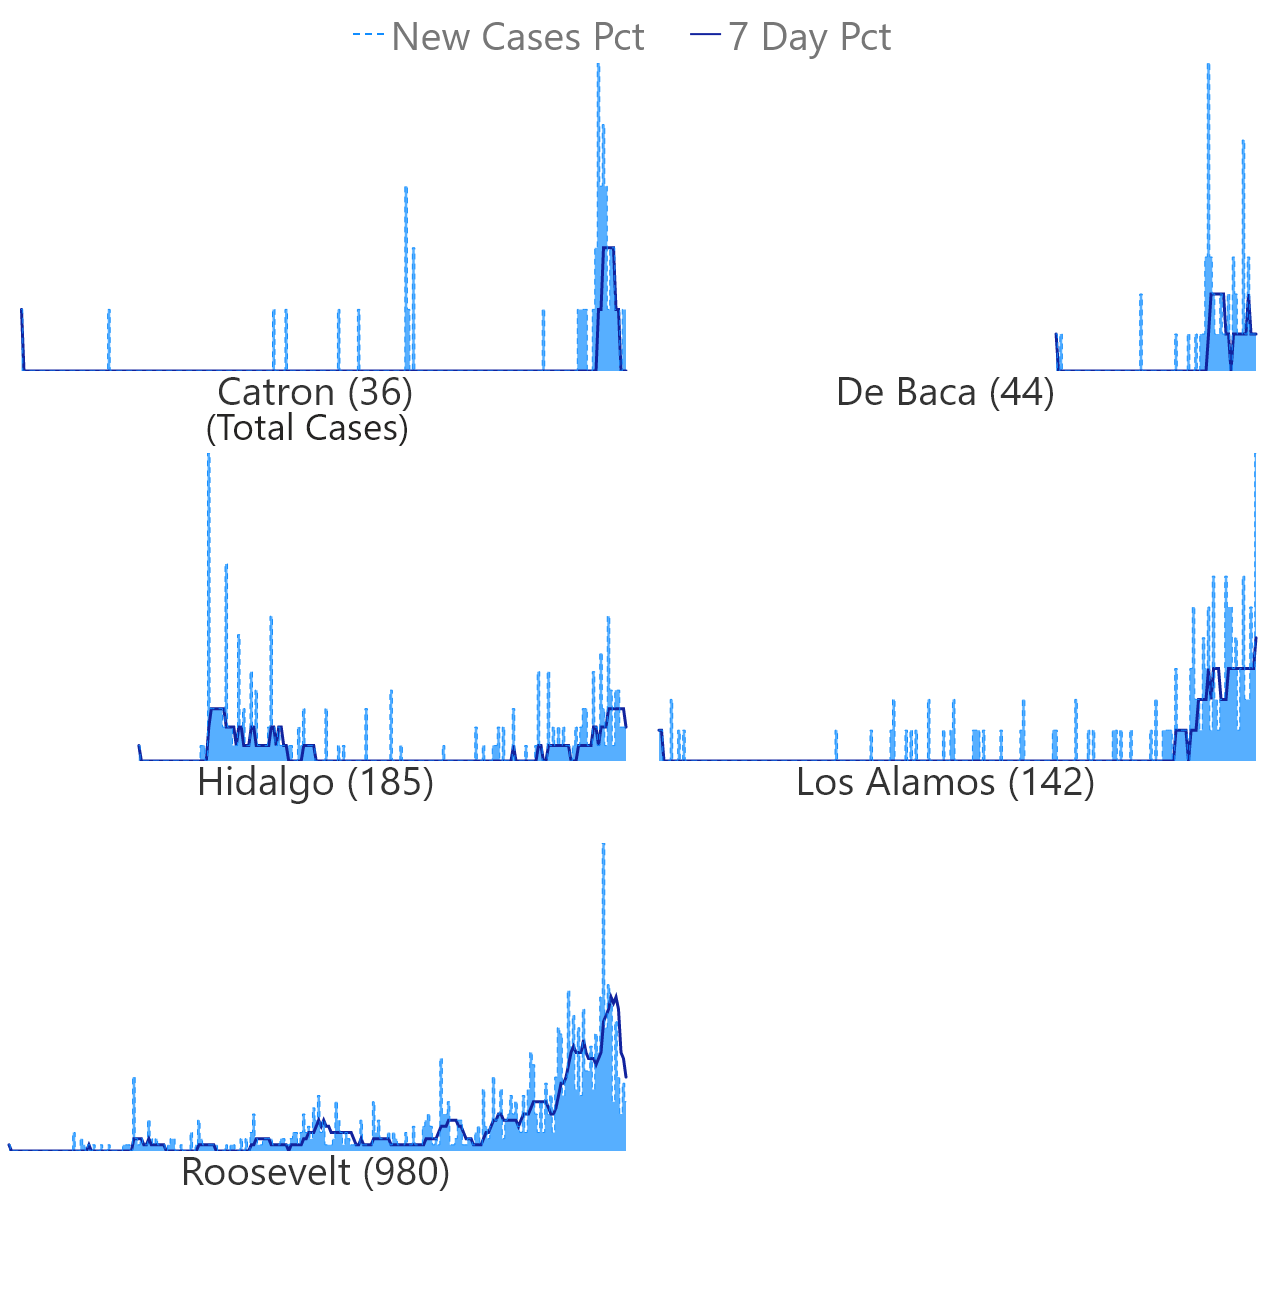 New Cases Pct 7 Day Pct
Catron (36)
(Total Cases)
De Baca (44)
Hidalgo (185)
Los Alamos (142)
Roosevelt (980)